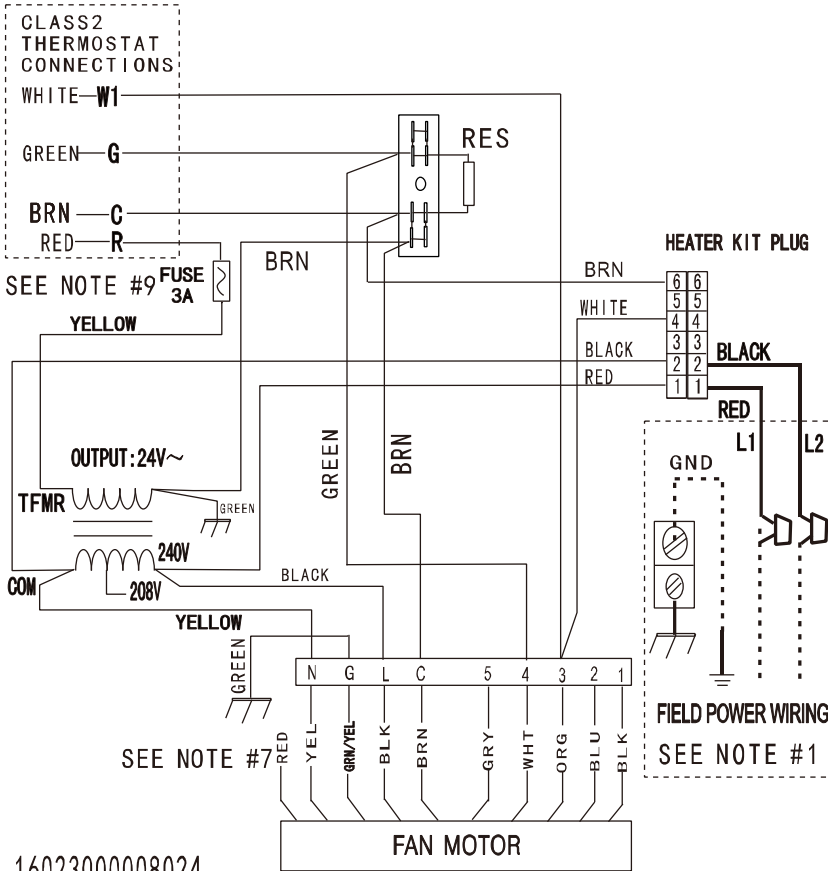 CLASS2
THERMOSTAT
CONNECTIONS
WHITE W1
GREEN G
BRN C
RED R
SEE NOTE #9
FUSE
3A
YELLOW
RES
BRN
HEATER KIT PLUG
BRN
WHITE
BLACK
RED
6 6
5 5
4 4
3 3
2 2
1 1
BLACK
RED
L1 L2
GND
OUTPUT:24V~
TFMR
GREEN
GREEN
BRN
240V
COM
208V
BLACK
YELLOW
GREEN
N G L C 5 4 3 2 1
FIELD POWER WIRING
SEE NOTE #1
SEE NOTE #7
RED YEL GRN/YEL BLK BRN GRY WHT ORG BLU BLK
FAN MOTOR
16023000008024